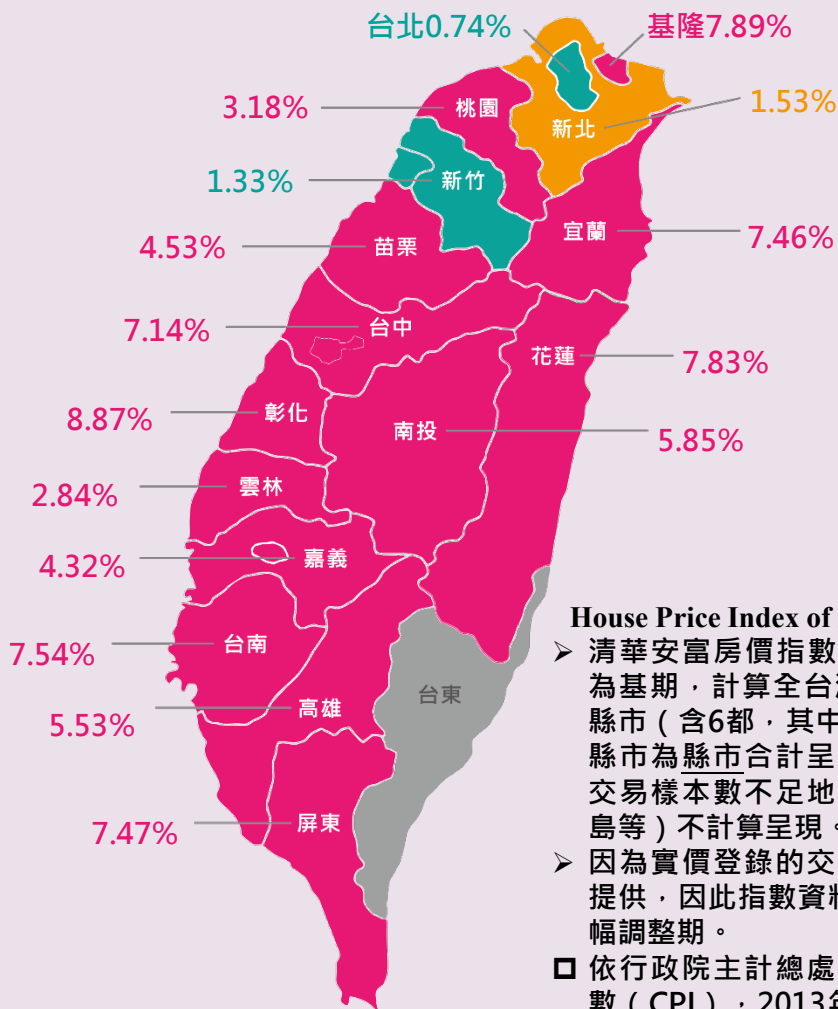 台北0.74%
基隆7.89%
3.18%
桃園
新北
1.53%
1.33%
新竹
4.53%
苗栗
宜蘭
7.46%
7.14%
台中
花蓮
7.83%
8.87%
彰化
南投
5.85%
2.84%
雲林
4.32%
嘉義
7.54%
台南
5.53%
高雄
台東
7.47%
屏東
House Price Index of
➢ 清華安富房價指數
為基期，計算全台
縣市（含6都，其中
縣市為縣市合計呈
交易樣本數不足地
島等）不計算呈現。
➢ 因為實價登錄的交
提供，因此指數資
幅調整期。
☐ 依行政院主計總處
數（CPI），2013年